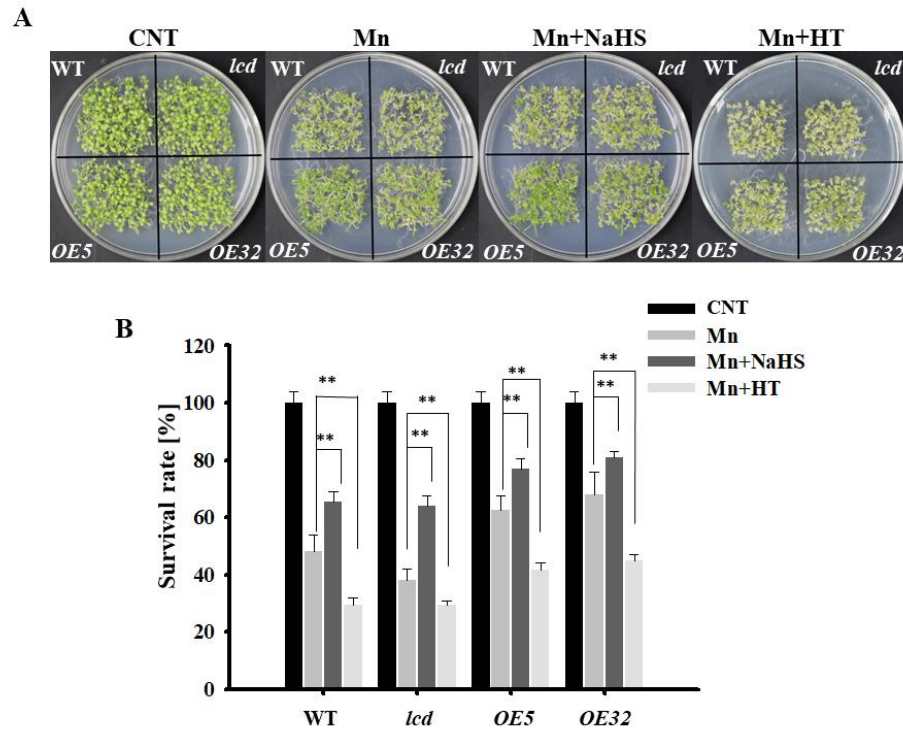 A
CNT Mn Mn+NaHS Mn+HT
WT lcd WT lcd WT lcd WT lcd
OE5 OE32 OE5 OE32 OE5 OE32 OE5 OE32
B
CNT
Mn
Mn+NaHS
Mn+HT
120
100
80
60
40
20
0
Survival rate [%]
** ** ** **
** ** ** **
WT lcd OE5 OE32